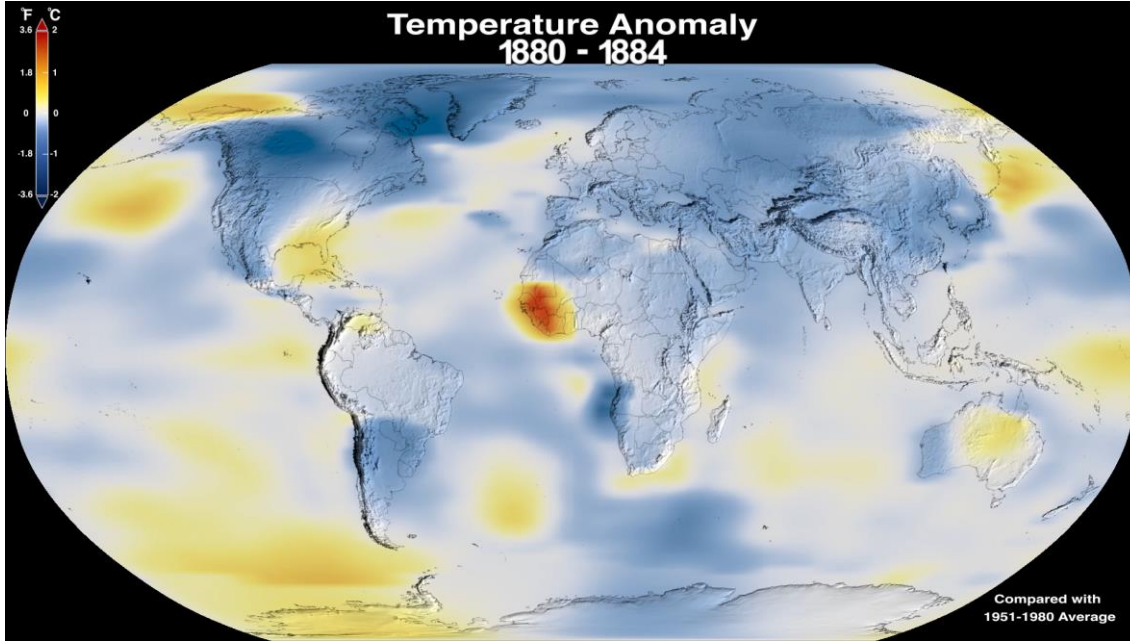 Temperature Anomaly
1880 - 1884
°F °C
3.6 2
1.8 1
0 0
-1.8 -1
-3.6 -2
Compared with
1951-1980 Average